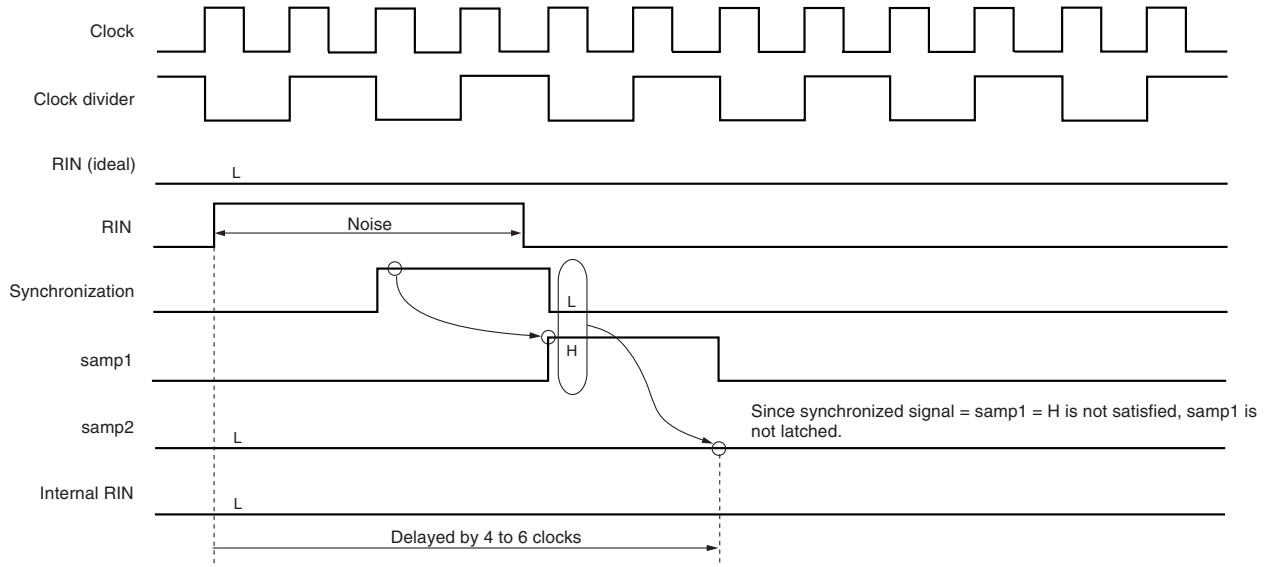 Clock
Clock divider
RIN (ideal)
L
RIN
Noise
Synchronization
L
samp1
H
Since synchronized signal = samp1 = H is not satisfied, samp1 is
not latched.
samp2
L
Internal RIN
L
Delayed by 4 to 6 clocks